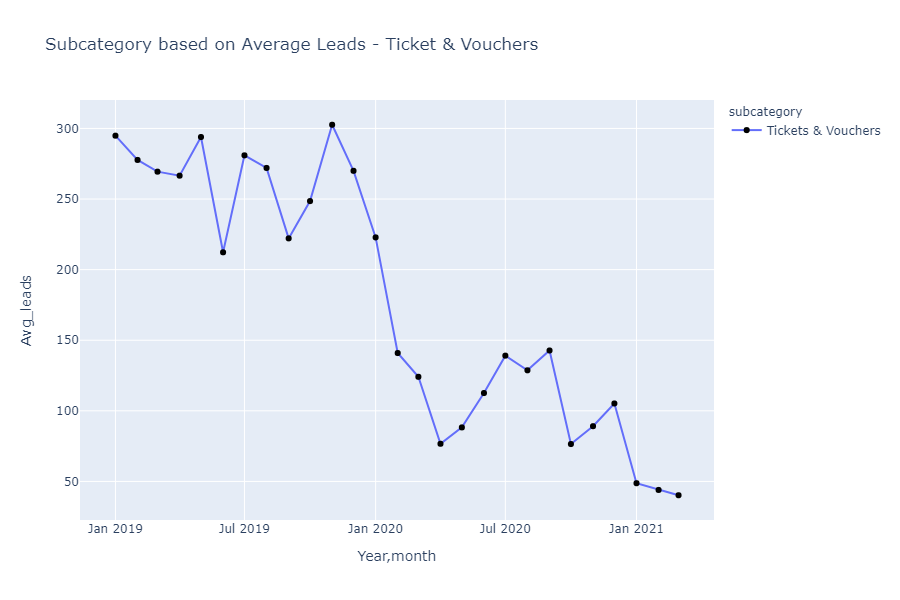 Subcategory based on Average Leads - Ticket & Vouchers
subcategory
Tickets & Vouchers
300
250
200
150
100
50
Avg_leads
Jan 2019
Jul 2019
Jan 2020
Jul 2020
Jan 2021
Year,month